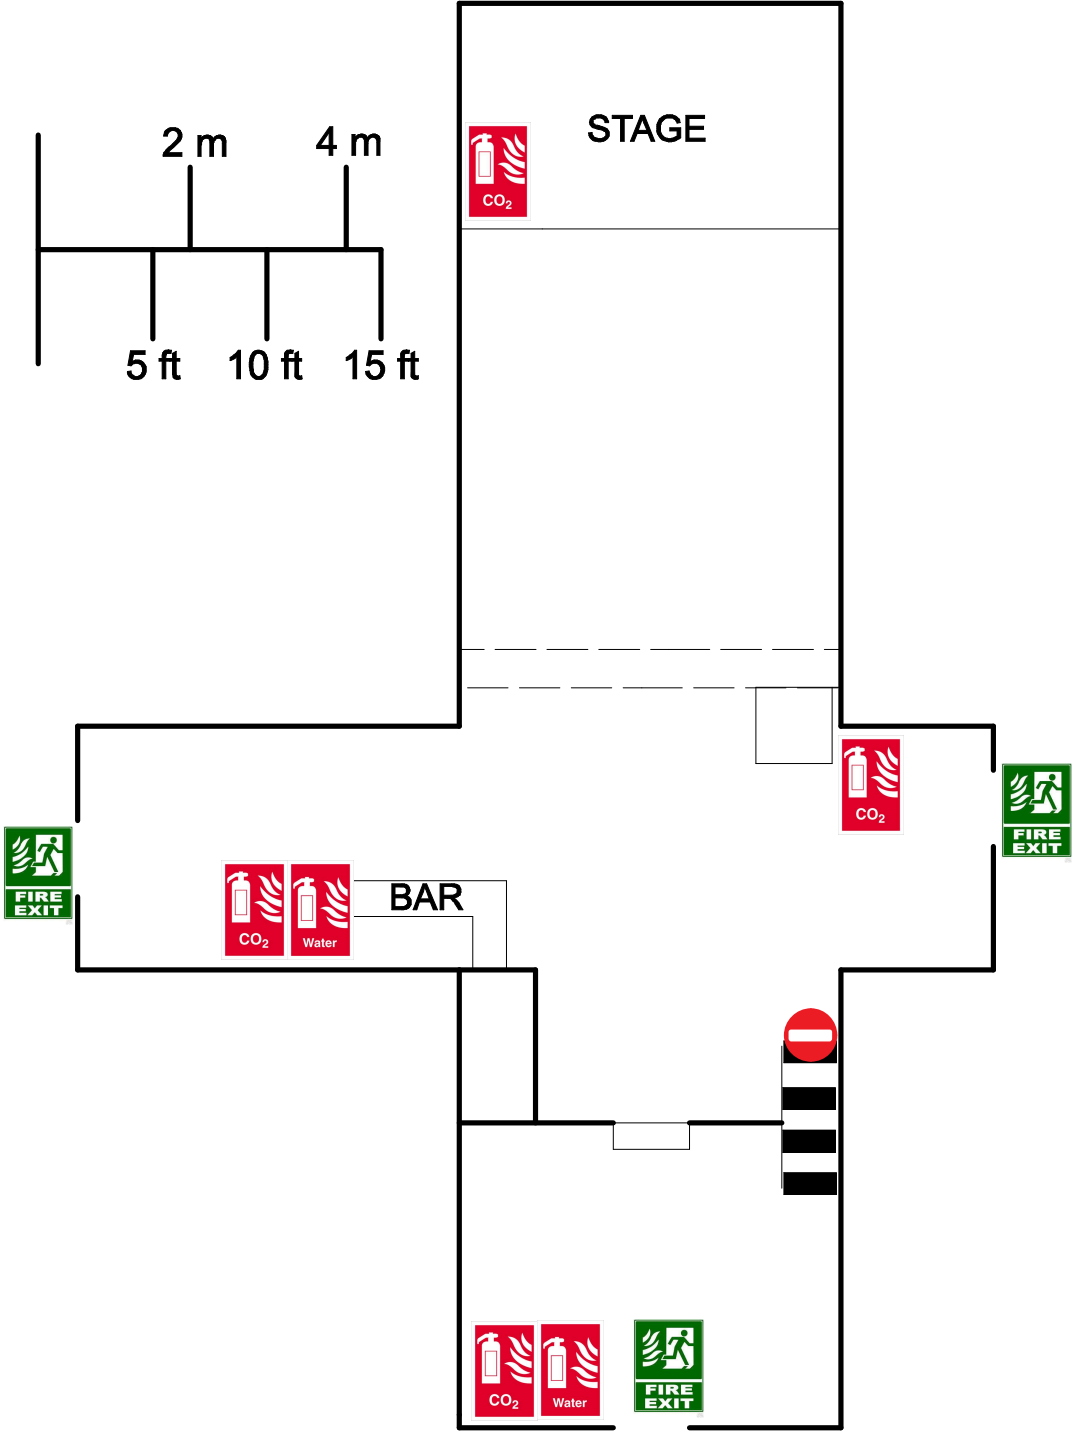 STAGE
2 m
4 m
CO₂
5 ft
10 ft
15 ft
CO₂
FIRE
EXIT
FIRE
EXIT
BAR
CO₂
Water
CO₂
Water
FIRE
EXIT